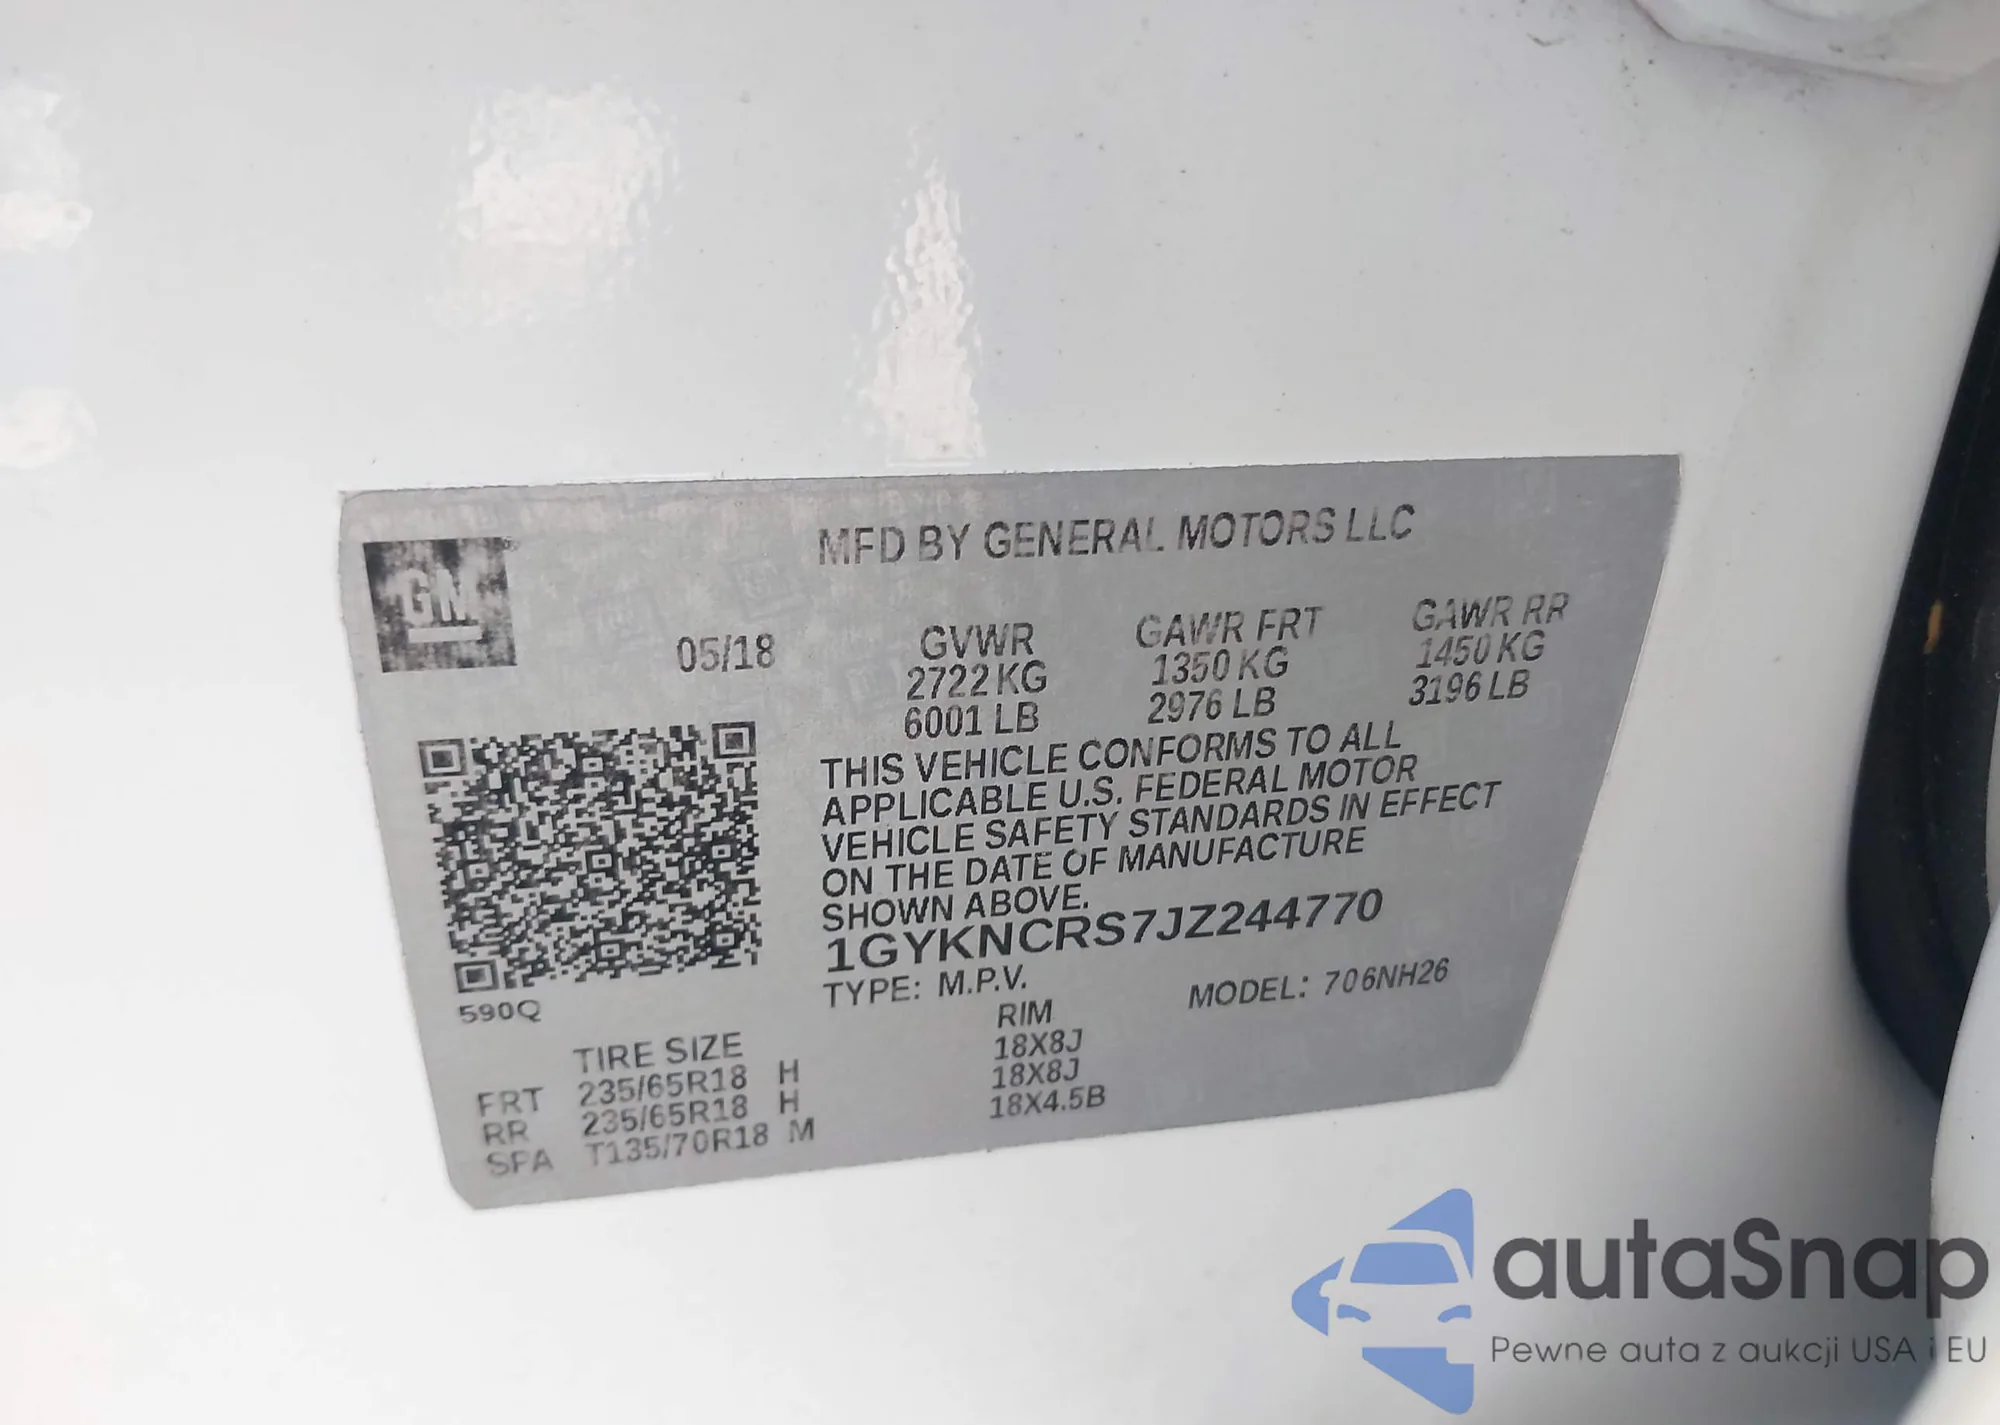 MFD BY GENERAL MOTORS LLC
GM
05/18
GVWR GAWR FRT GAWR RR
2722 KG 1350 KG 1450 KG
6001 LB 2976 LB 3196 LB
THIS VEHICLE CONFORMS TO ALL
APPLICABLE U.S. FEDERAL MOTOR
VEHICLE SAFETY STANDARDS IN EFFECT
ON THE DATE OF MANUFACTURE
SHOWN ABOVE.
1GYKNCRS7JZ244770
TYPE: M.P.V. MODEL: 706NH26
590Q
TIRE SIZE RIM
FRT 235/65R18 H 18X8J
RR 235/65R18 H 18X8J
SPA T135/70R18 M 18X4.5B
autaSnap
Pewne auta z aukcji USA i EU